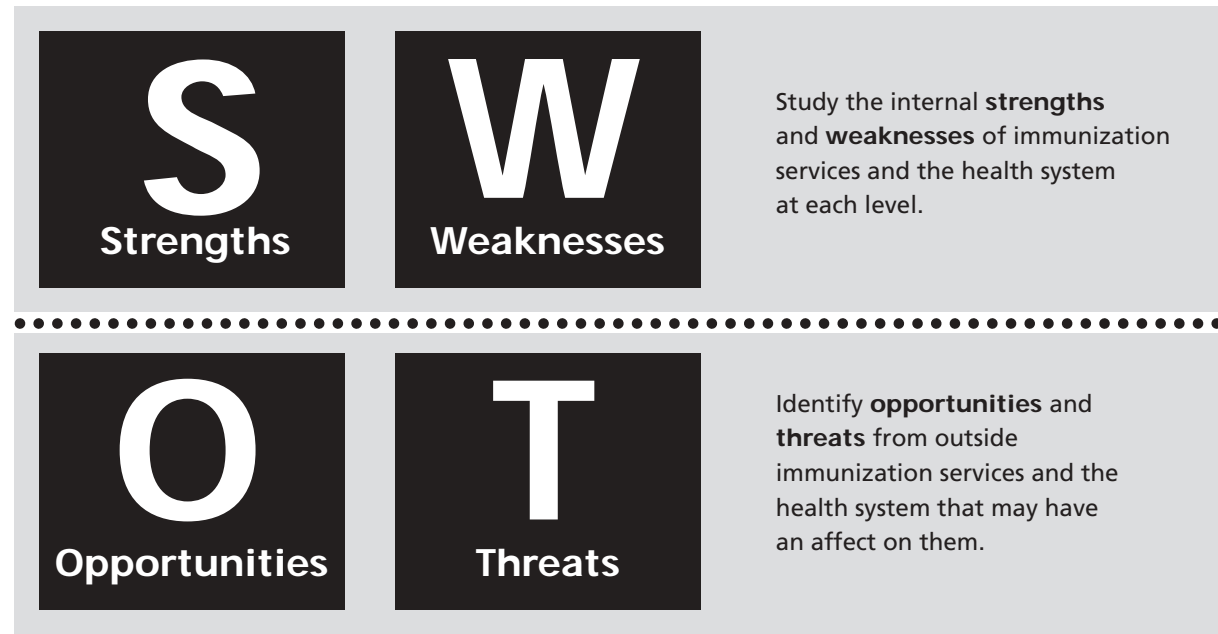 S
Strengths
W
Weaknesses
Study the internal strengths
and weaknesses of immunization
services and the health system
at each level.
O
Opportunities
T
Threats
Identify opportunities and
threats from outside
immunization services and the
health system that may have
an affect on them.